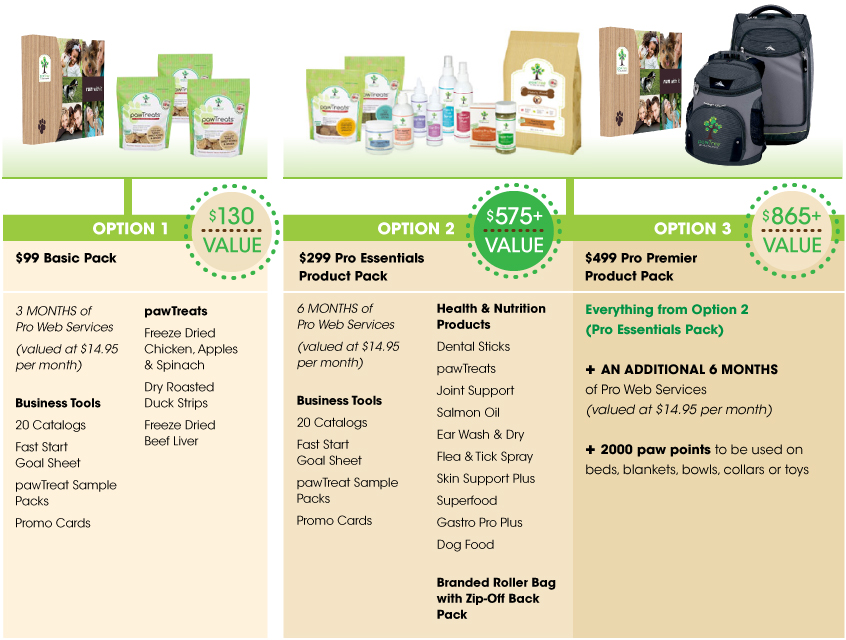 pawTreats
pawTreats
pawTreats
pawTreats
pawTree
$130
VALUE
OPTION 1
$575+
VALUE
OPTION 2
$865+
VALUE
OPTION 3
$99 Basic Pack
$299 Pro Essentials
Product Pack
$499 Pro Premier
Product Pack
3 MONTHS of
Pro Web Services
(valued at $14.95
per month)
Business Tools
20 Catalogs
Fast Start
Goal Sheet
pawTreat Sample
Packs
Promo Cards
pawTreats
Freeze Dried
Chicken, Apples
& Spinach
Dry Roasted
Duck Strips
Freeze Dried
Beef Liver
6 MONTHS of
Pro Web Services
(valued at $14.95
per month)
Business Tools
20 Catalogs
Fast Start
Goal Sheet
pawTreat Sample
Packs
Promo Cards
Health & Nutrition
Products
Dental Sticks
pawTreats
Joint Support
Salmon Oil
Ear Wash & Dry
Flea & Tick Spray
Skin Support Plus
Superfood
Gastro Pro Plus
Dog Food
Branded Roller Bag
with Zip-Off Back
Pack
Everything from Option 2
(Pro Essentials Pack)
+ AN ADDITIONAL 6 MONTHS
of Pro Web Services
(valued at $14.95 per month)
+ 2000 paw points to be used on
beds, blankets, bowls, collars or toys